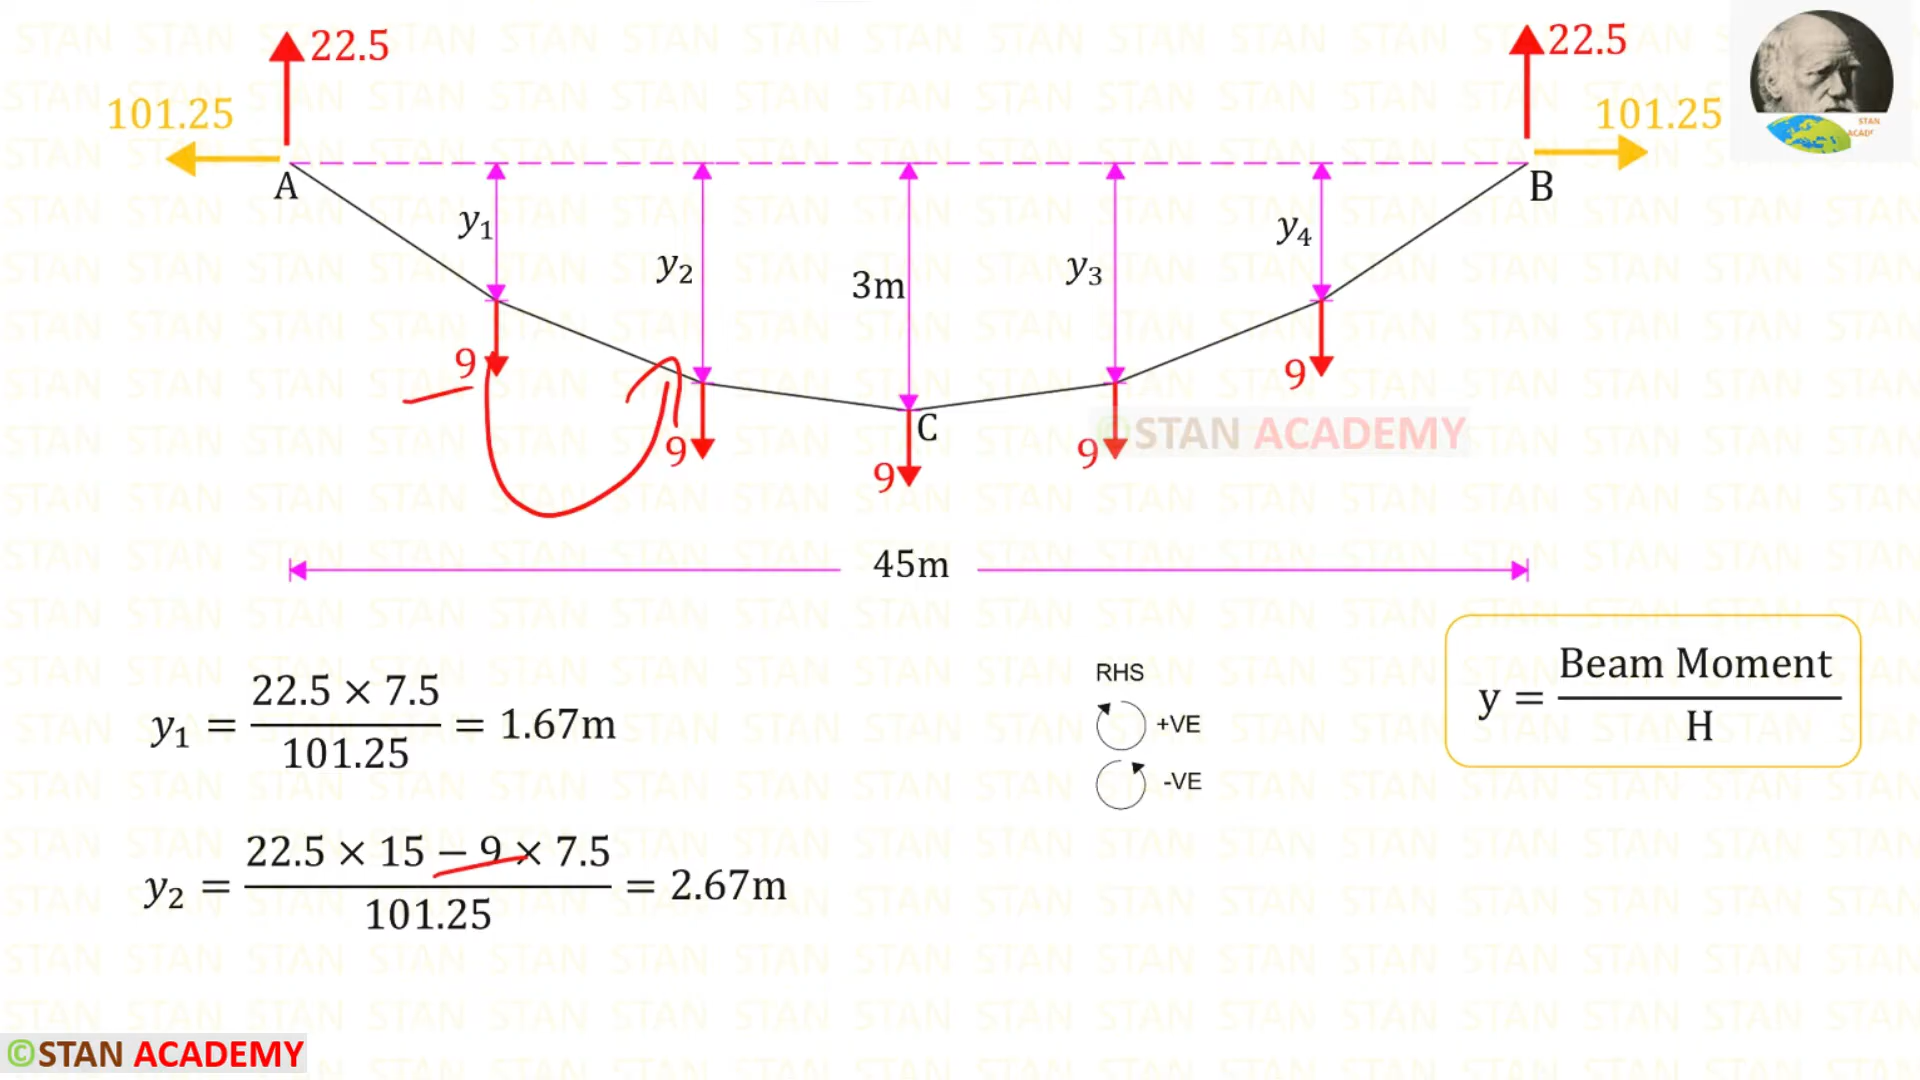 22.5
22.5
101.25
101.25
STAN
ACADE
A
B
y₁
y₂
3m
y₃
y₄
9
9
9
C
9
9
©STAN ACADEMY
45m
y₁ = (22.5 × 7.5)/101.25 = 1.67m
RHS
+VE
-VE
y = Beam Moment/H
y₂ = (22.5 × 15 − 9 × 7.5)/101.25 = 2.67m
©STAN ACADEMY